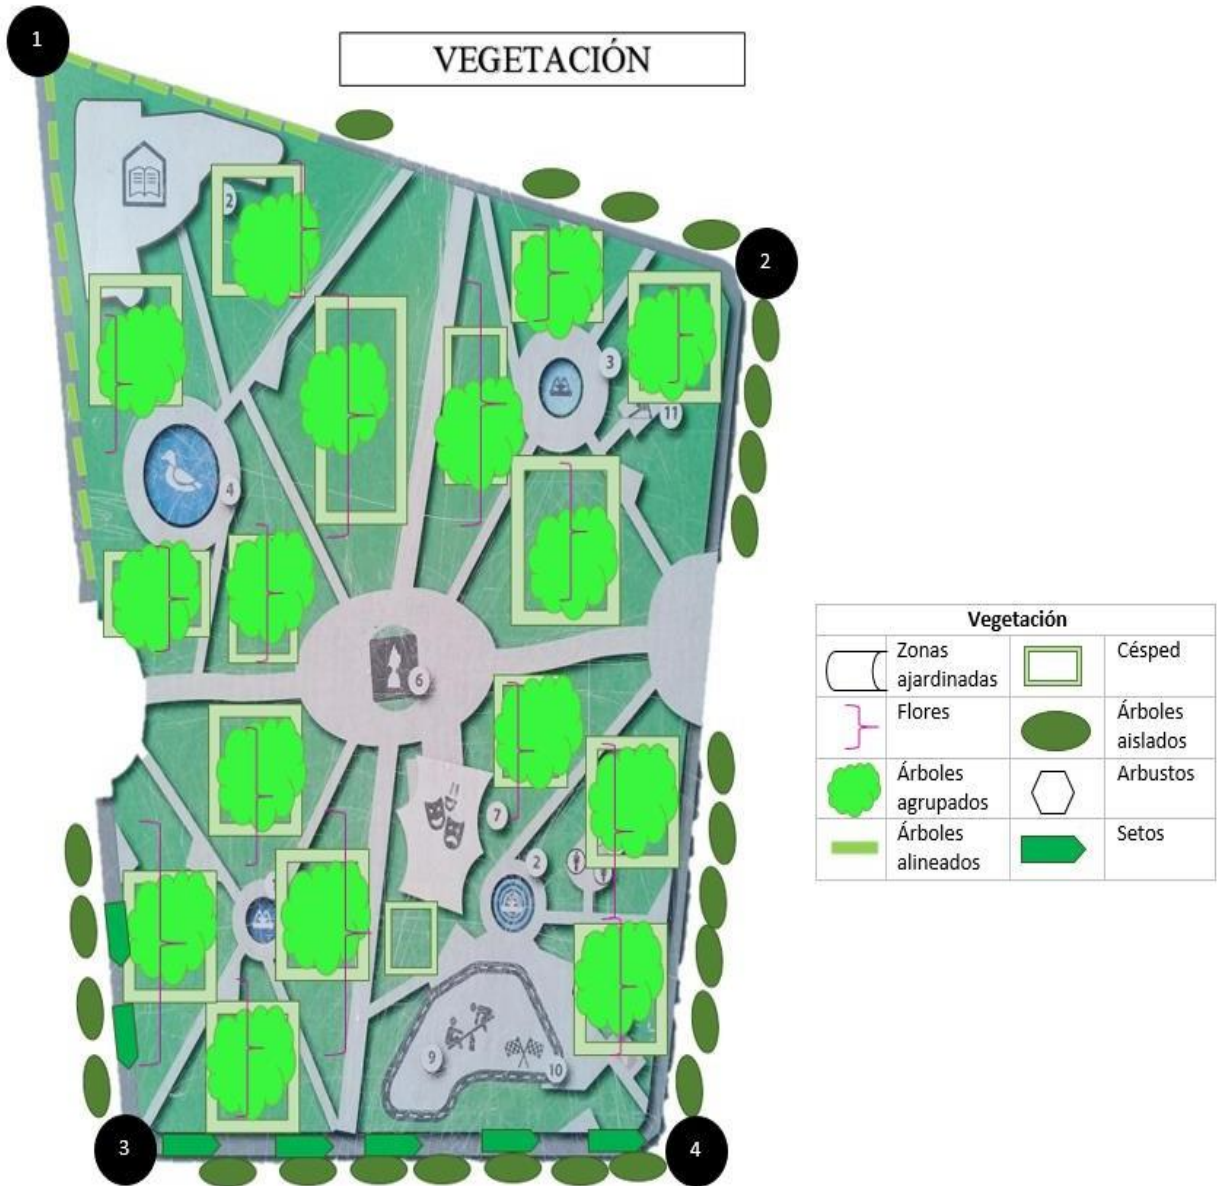 1
VEGETACIÓN
2
2
3
11
4
6
7
2
9
10
3
4
Vegetación
Zonas
ajardinadas
Césped
Flores
Árboles
aislados
Árboles
agrupados
Arbustos
Árboles
alineados
Setos